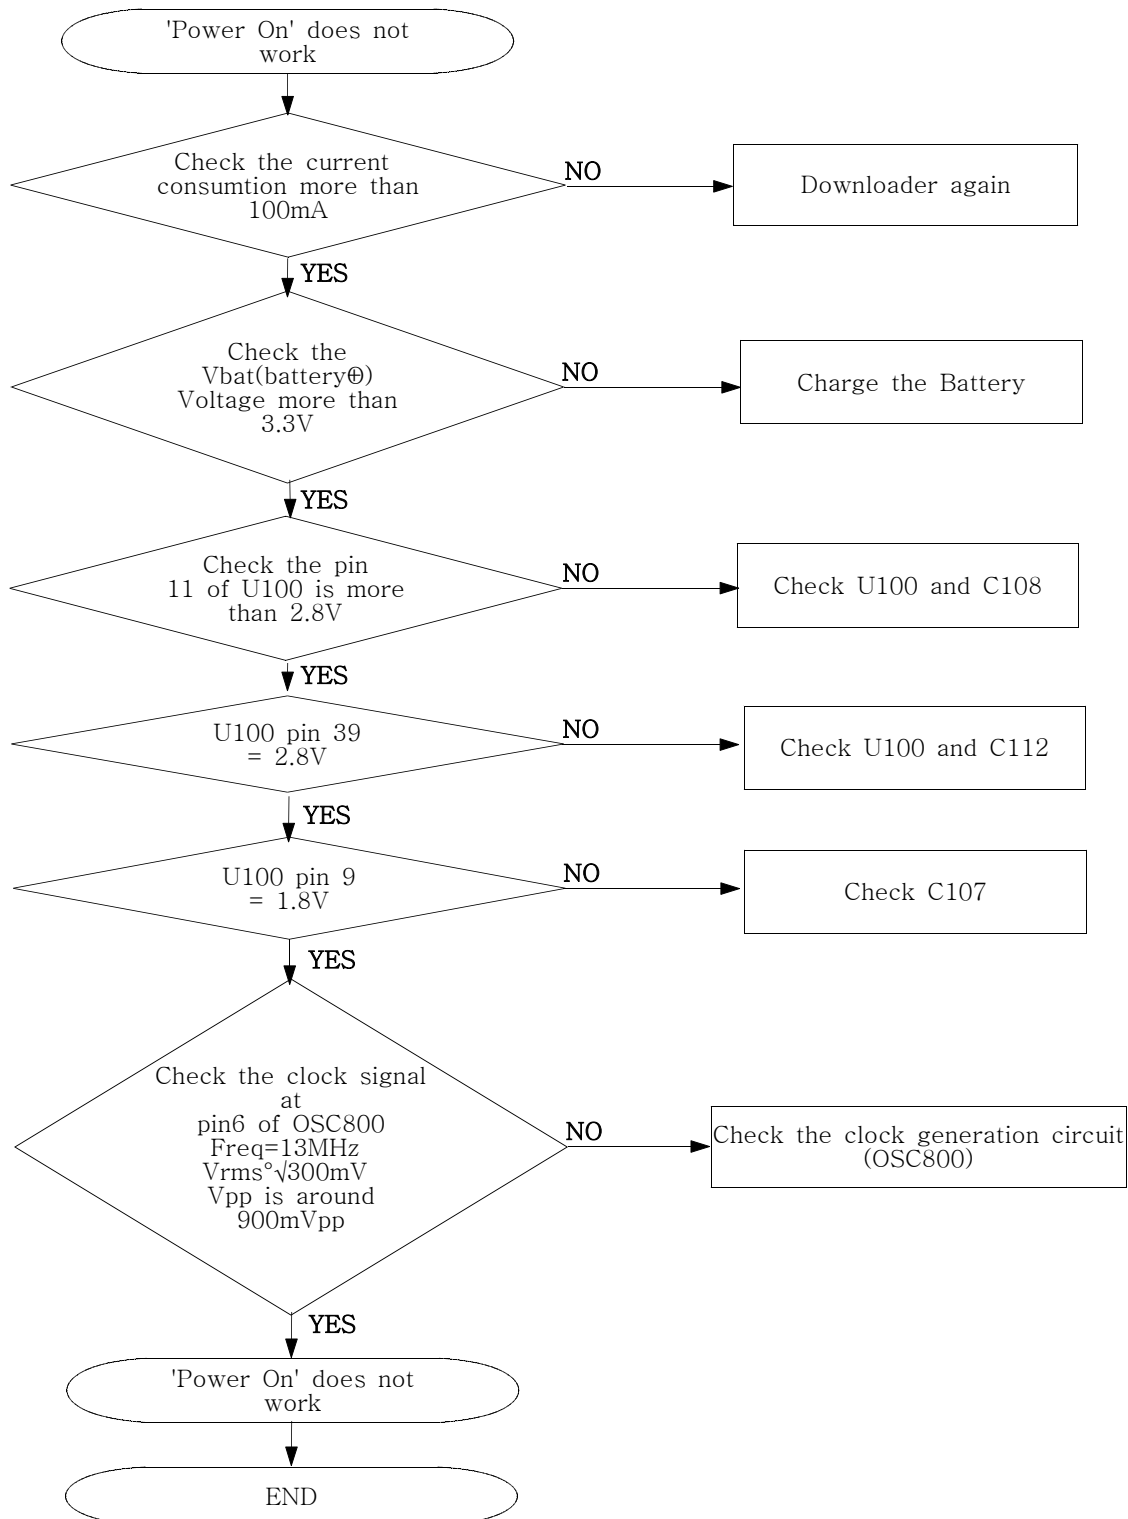 'Power On' does not
work
Check the current
consumtion more than
100mA
NO
Downloader again
YES
Check the
Vbat(battery⊕)
Voltage more than
3.3V
NO
Charge the Battery
YES
Check the pin
11 of U100 is more
than 2.8V
NO
Check U100 and C108
YES
U100 pin 39
= 2.8V
NO
Check U100 and C112
YES
U100 pin 9
= 1.8V
NO
Check C107
YES
Check the clock signal
at
pin6 of OSC800
Freq=13MHz
Vrms°√300mV
Vpp is around
900mVpp
NO
Check the clock generation circuit
(OSC800)
YES
'Power On' does not
work
END